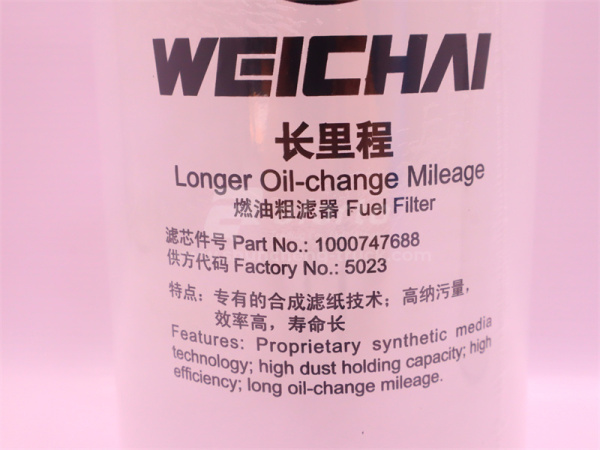 WEICHAI
长里程
Longer Oil-change Mileage
燃油粗滤器 Fuel Filter
滤芯件号 Part No.: 1000747688
供方代码 Factory No.: 5023
特点：专有的合成滤纸技术；高纳污量，
效率高，寿命长
Features: Proprietary synthetic media
technology; high dust holding capacity; high
efficiency; long oil-change mileage.